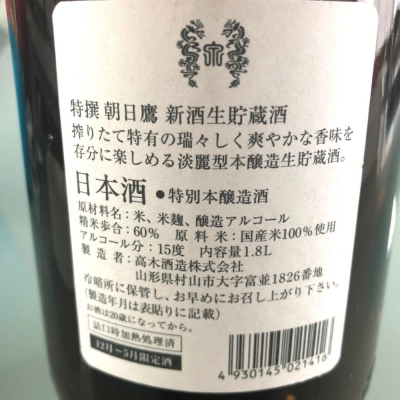 特撰 朝日鷹 新酒生貯蔵酒
搾りたて特有の瑞々しく爽やかな香味を
存分に楽しめる淡麗型本醸造生貯蔵酒。
日本酒 ●特別本醸造酒
原材料名：米、米麹、醸造アルコール
精米歩合：60% 原料米：国産米100%使用
アルコール分：15度 内容量：1.8L
製造者：高木酒造株式会社
山形県村山市大字富並1826番地
冷暗所に保管し、お早めにお召し上がり下さい。
(製造年月は表貼りに記載)
お酒は20歳になってから。
詰口時加熱処理済
12月～5月限定酒
4 930145 021416